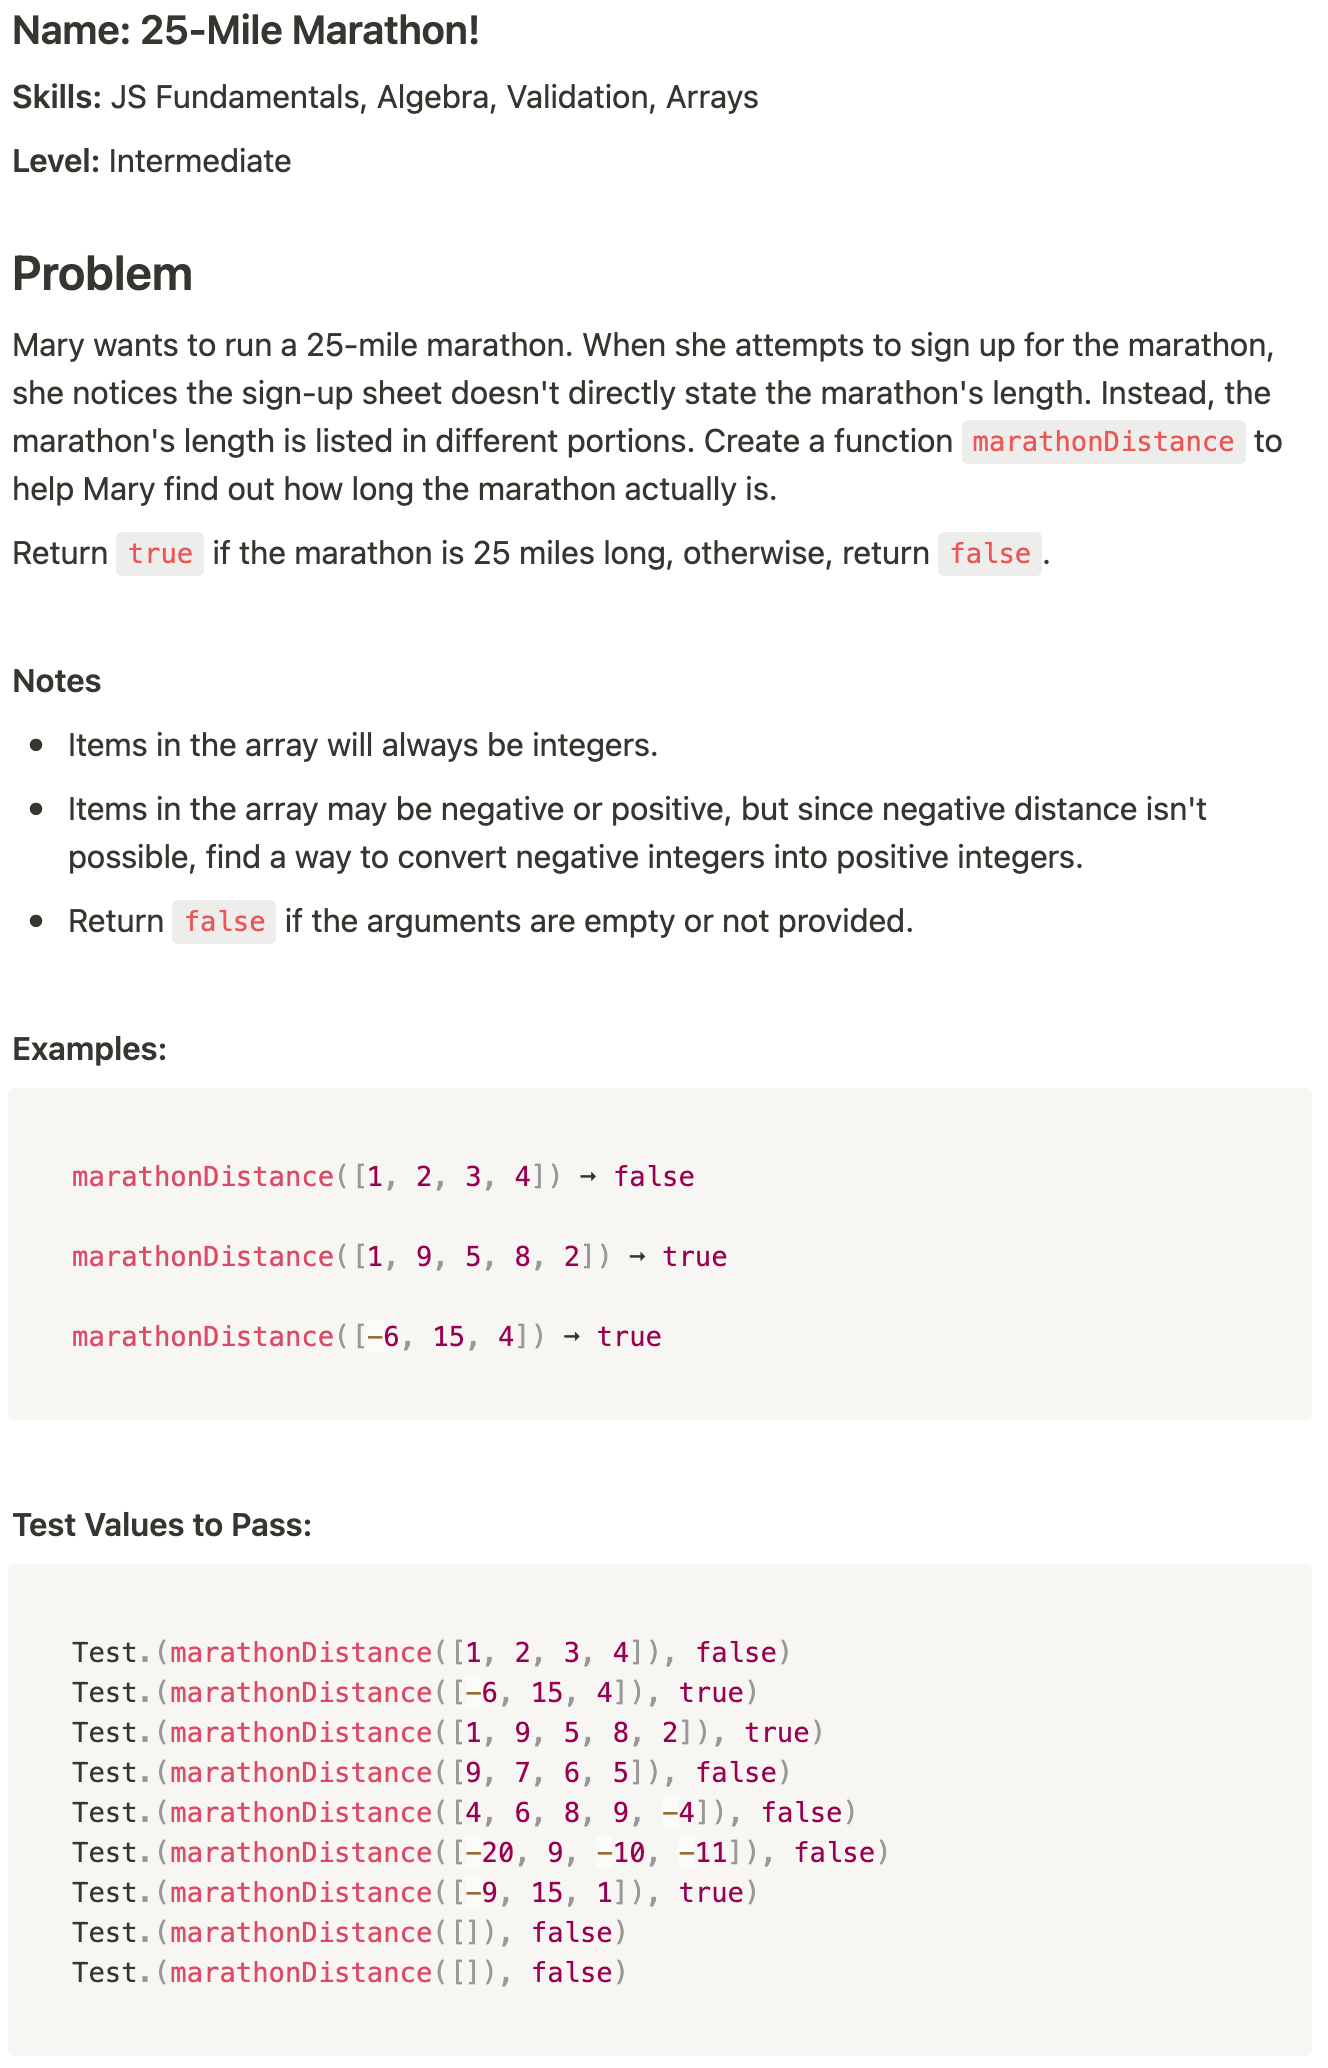 Name: 25-Mile Marathon!
Skills: JS Fundamentals, Algebra, Validation, Arrays
Level: Intermediate
Problem
Mary wants to run a 25-mile marathon. When she attempts to sign up for the marathon,
she notices the sign-up sheet doesn't directly state the marathon's length. Instead, the
marathon's length is listed in different portions. Create a function marathonDistance to
help Mary find out how long the marathon actually is.
Return true if the marathon is 25 miles long, otherwise, return false.
Notes
• Items in the array will always be integers.
• Items in the array may be negative or positive, but since negative distance isn't
possible, find a way to convert negative integers into positive integers.
• Return false if the arguments are empty or not provided.
Examples:
marathonDistance([1, 2, 3, 4]) → false
marathonDistance([1, 9, 5, 8, 2]) → true
marathonDistance([-6, 15, 4]) → true
Test Values to Pass:
Test.(marathonDistance([1, 2, 3, 4]), false)
Test.(marathonDistance([-6, 15, 4]), true)
Test.(marathonDistance([1, 9, 5, 8, 2]), true)
Test.(marathonDistance([9, 7, 6, 5]), false)
Test.(marathonDistance([4, 6, 8, 9, -4]), false)
Test.(marathonDistance([-20, 9, -10, -11]), false)
Test.(marathonDistance([-9, 15, 1]), true)
Test.(marathonDistance([]), false)
Test.(marathonDistance([]), false)